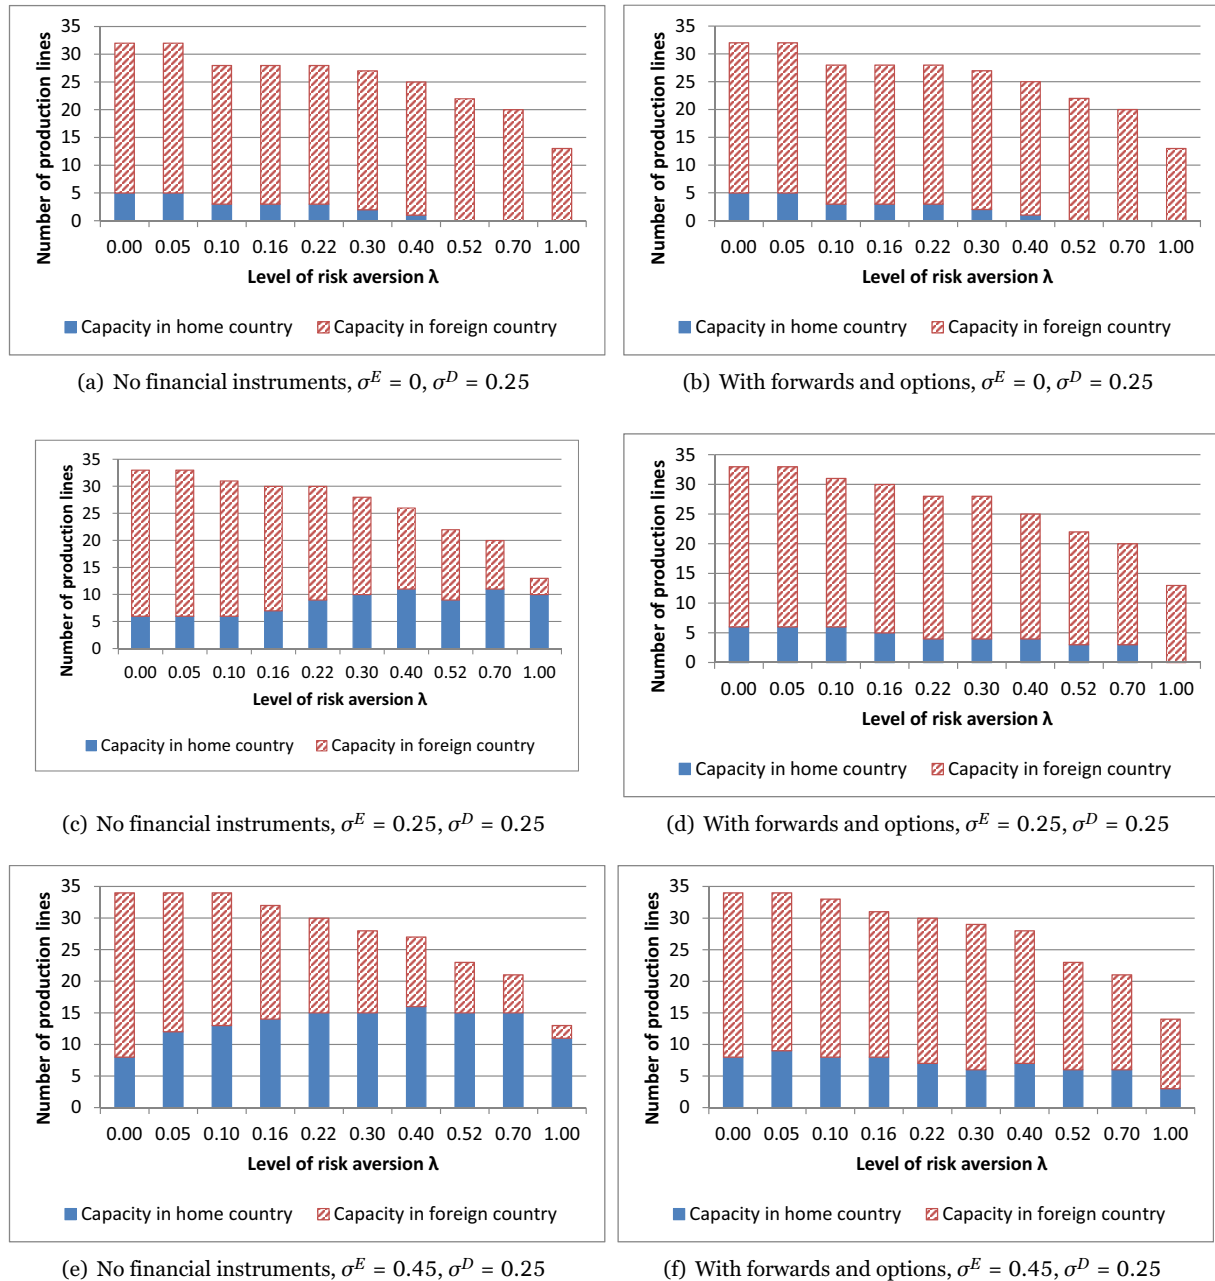 35
30
25
20
15
10
5
0
Number of production lines
0.00 0.05 0.10 0.16 0.22 0.30 0.40 0.52 0.70 1.00
Level of risk aversion λ
Capacity in home country Capacity in foreign country
(a) No financial instruments, σ^E = 0, σ^D = 0.25
35
30
25
20
15
10
5
0
Number of production lines
0.00 0.05 0.10 0.16 0.22 0.30 0.40 0.52 0.70 1.00
Level of risk aversion λ
Capacity in home country Capacity in foreign country
(b) With forwards and options, σ^E = 0, σ^D = 0.25
35
30
25
20
15
10
5
0
Number of production lines
0.00 0.05 0.10 0.16 0.22 0.30 0.40 0.52 0.70 1.00
Level of risk aversion λ
Capacity in home country Capacity in foreign country
(c) No financial instruments, σ^E = 0.25, σ^D = 0.25
35
30
25
20
15
10
5
0
Number of production lines
0.00 0.05 0.10 0.16 0.22 0.30 0.40 0.52 0.70 1.00
Level of risk aversion λ
Capacity in home country Capacity in foreign country
(d) With forwards and options, σ^E = 0.25, σ^D = 0.25
35
30
25
20
15
10
5
0
Number of production lines
0.00 0.05 0.10 0.16 0.22 0.30 0.40 0.52 0.70 1.00
Level of risk aversion λ
Capacity in home country Capacity in foreign country
(e) No financial instruments, σ^E = 0.45, σ^D = 0.25
35
30
25
20
15
10
5
0
Number of production lines
0.00 0.05 0.10 0.16 0.22 0.30 0.40 0.52 0.70 1.00
Level of risk aversion λ
Capacity in home country Capacity in foreign country
(f) With forwards and options, σ^E = 0.45, σ^D = 0.25